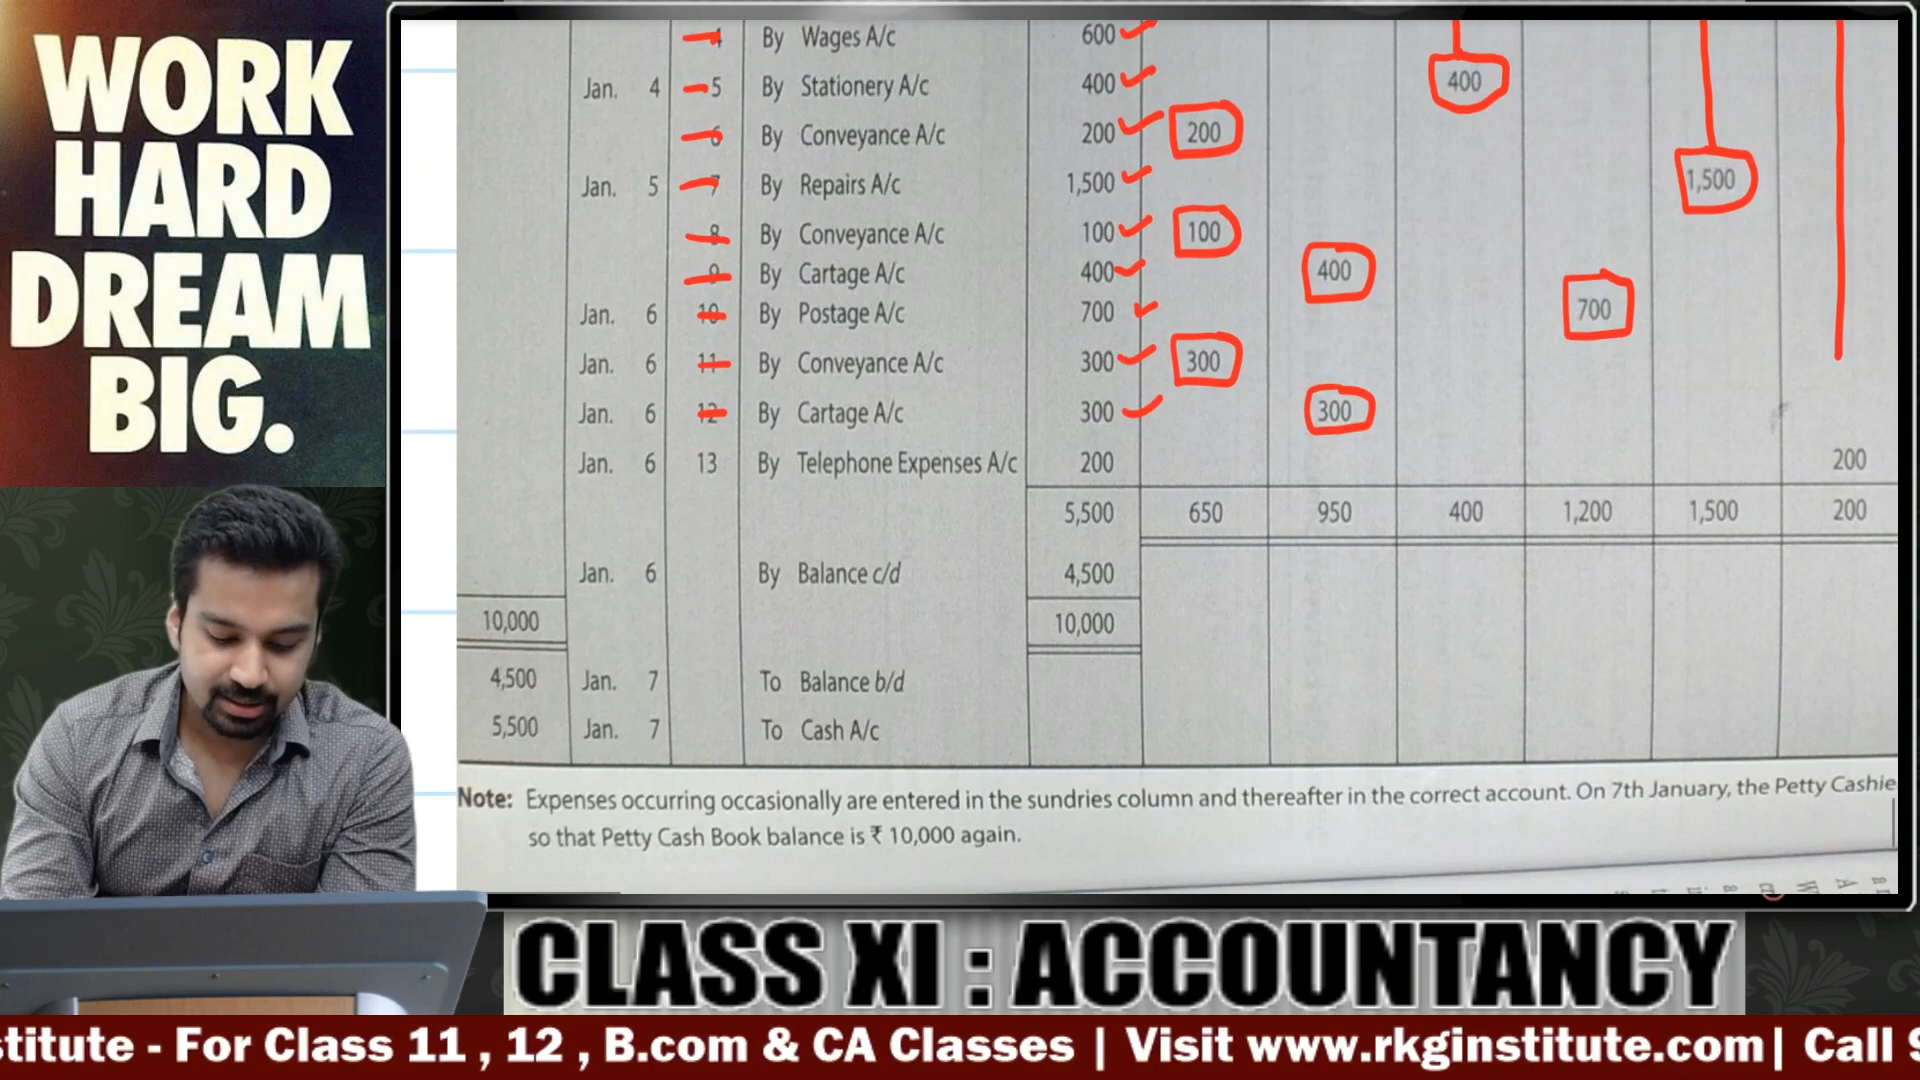 WORK
HARD
DREAM
BIG.
By Wages A/c 600
Jan. 4 5 By Stationery A/c 400 400
6 By Conveyance A/c 200 200
Jan. 5 7 By Repairs A/c 1,500 1,500
8 By Conveyance A/c 100 100
9 By Cartage A/c 400 400
Jan. 6 10 By Postage A/c 700 700
Jan. 6 11 By Conveyance A/c 300 300
Jan. 6 12 By Cartage A/c 300 300
Jan. 6 13 By Telephone Expenses A/c 200 200
5,500 650 950 400 1,200 1,500 200
Jan. 6 By Balance c/d 4,500
10,000 10,000
4,500 Jan. 7 To Balance b/d
5,500 Jan. 7 To Cash A/c
Note: Expenses occurring occasionally are entered in the sundries column and thereafter in the correct account. On 7th January, the Petty Cashie
so that Petty Cash Book balance is ₹ 10,000 again.
CLASS XI : ACCOUNTANCY
stitute - For Class 11 , 12 , B.com & CA Classes | Visit www.rkginstitute.com| Call